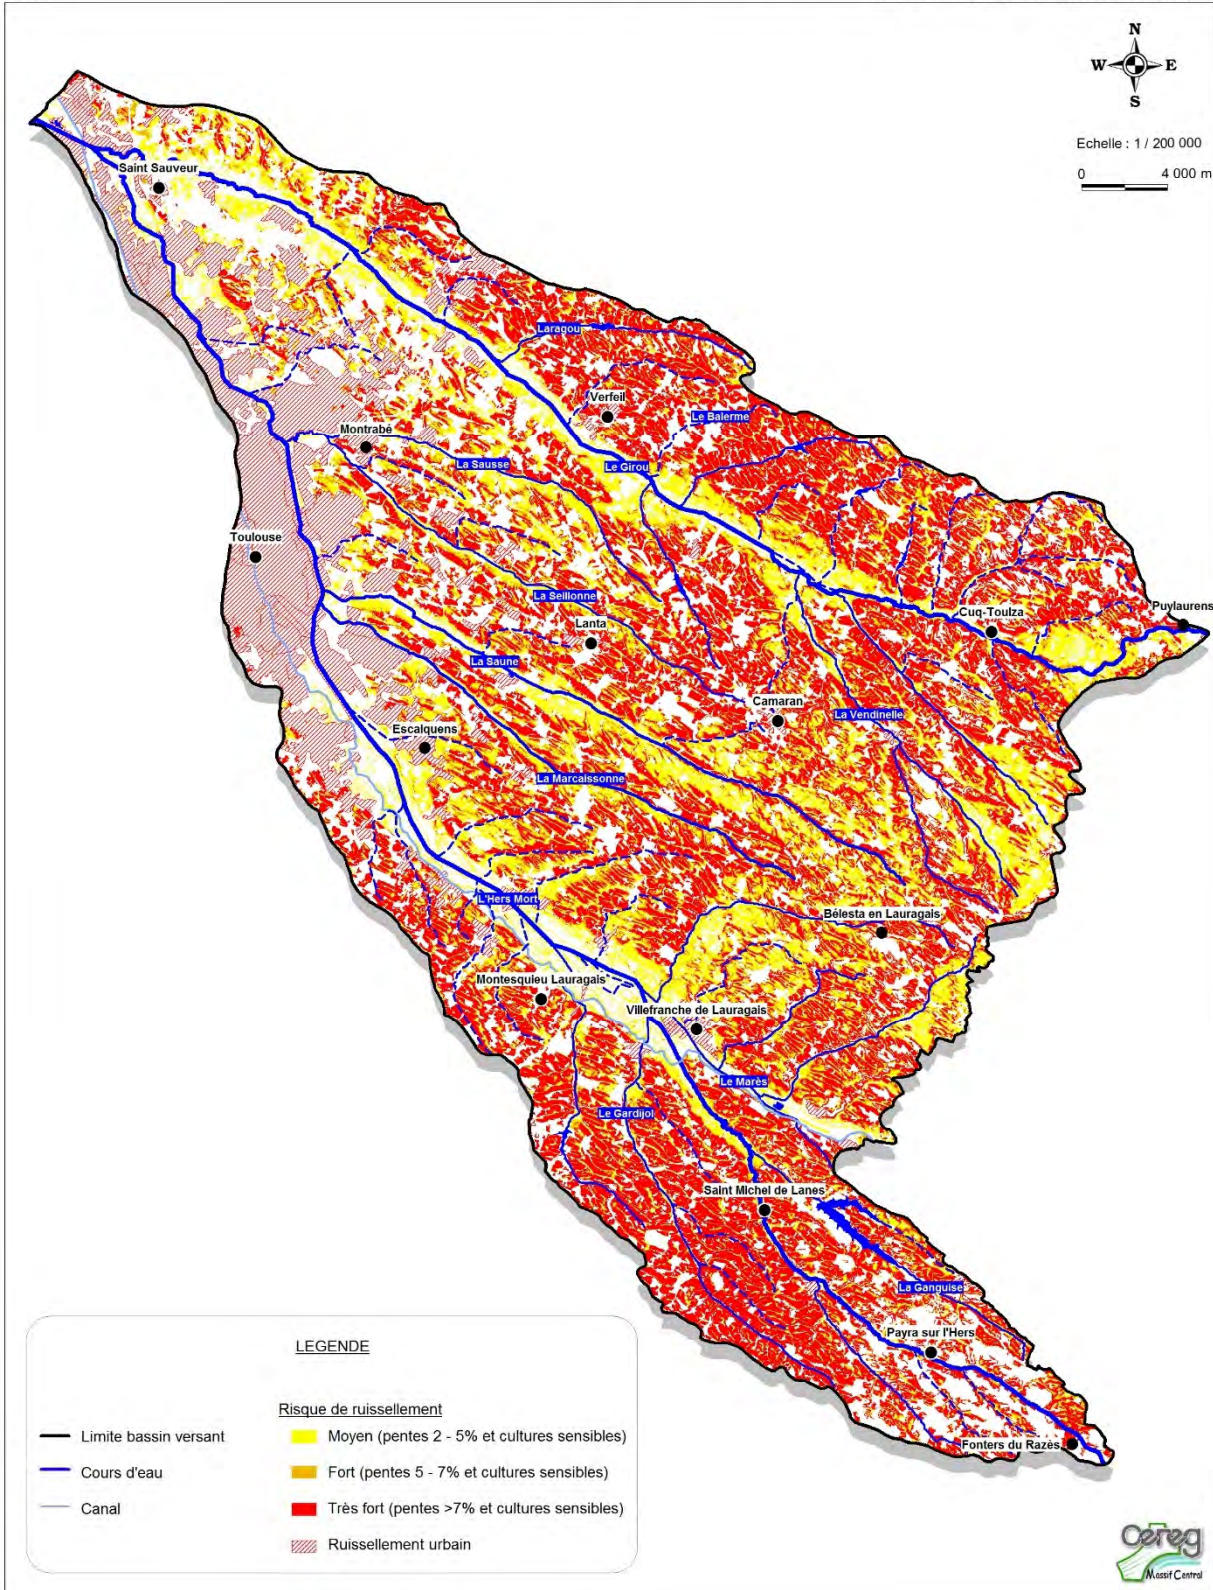 N
W E
S
Echelle : 1 / 200 000
0 4 000 m
Saint Sauveur
Laragou
Verfeil
Le Balerme
Montrabé
La Sausse
Le Girou
Toulouse
La Seillonne
Puylaurens
Cuq-Toulza
Lanta
La Saune
Camaran
La Vendinelle
Escalquens
La Marcaissonne
L'Hers Mort
Bélesta en Lauragais
Montesquieu Lauragais
Villefranche de Lauragais
Le Marès
Le Gardijol
Saint Michel de Lanes
La Ganguise
Payra sur l'Hers
Fonters du Razès
LEGENDE
Risque de ruissellement
Limite bassin versant
Moyen (pentes 2 - 5% et cultures sensibles)
Cours d'eau
Fort (pentes 5 - 7% et cultures sensibles)
Canal
Très fort (pentes >7% et cultures sensibles)
Ruissellement urbain
Cereg
Massif Central